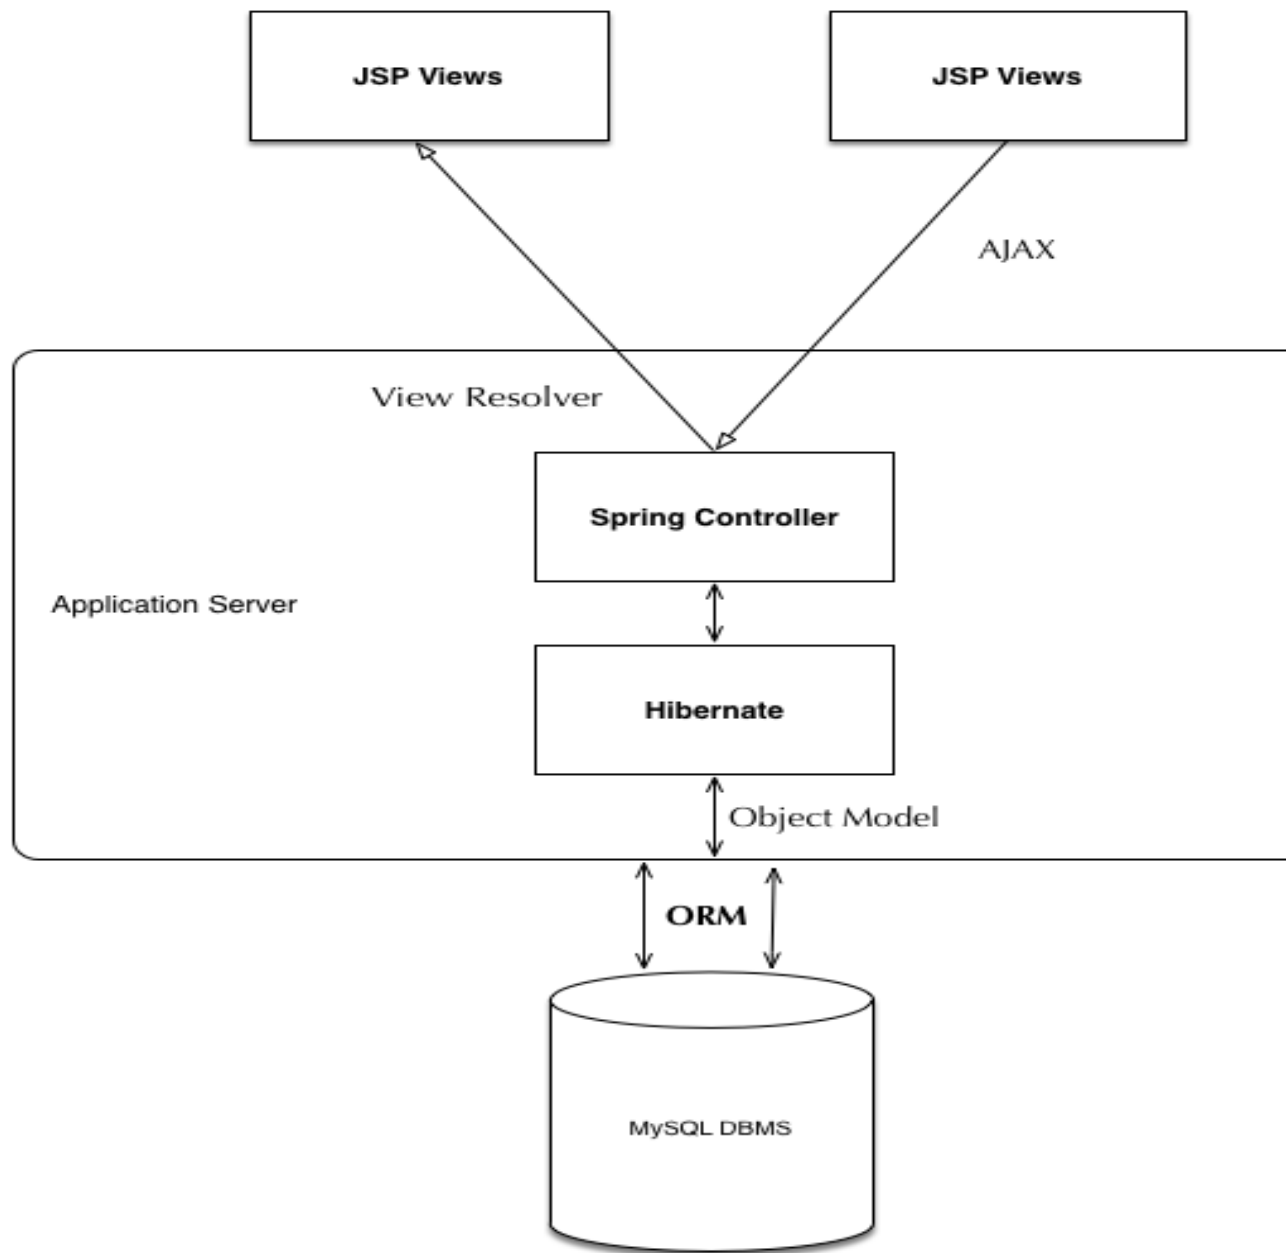 JSP Views
JSP Views
AJAX
View Resolver
Spring Controller
Application Server
Hibernate
Object Model
ORM
MySQL DBMS